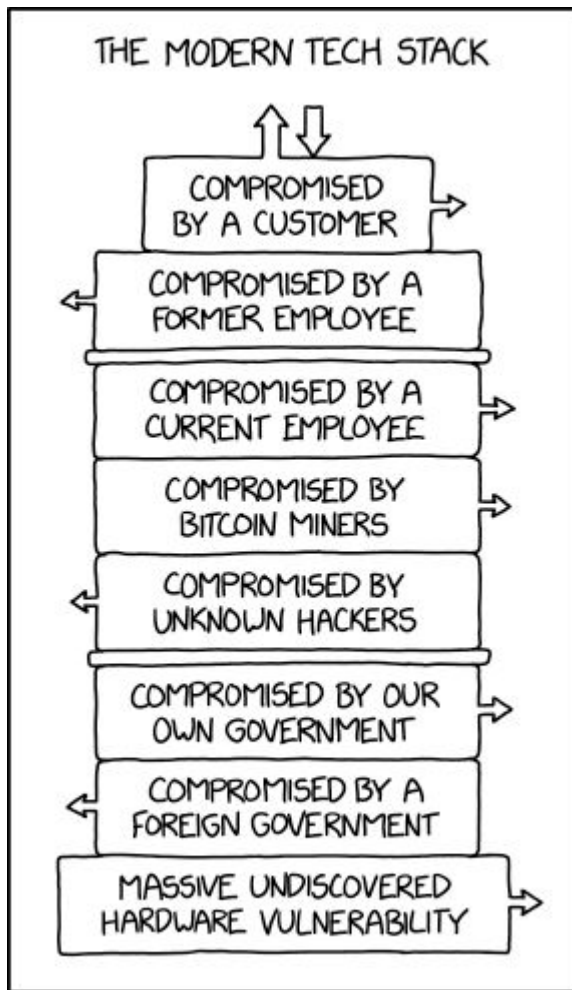 THE MODERN TECH STACK
COMPROMISED
BY A CUSTOMER
COMPROMISED BY A
FORMER EMPLOYEE
COMPROMISED BY A
CURRENT EMPLOYEE
COMPROMISED BY
BITCOIN MINERS
COMPROMISED BY
UNKNOWN HACKERS
COMPROMISED BY OUR
OWN GOVERNMENT
COMPROMISED BY A
FOREIGN GOVERNMENT
MASSIVE UNDISCOVERED
HARDWARE VULNERABILITY